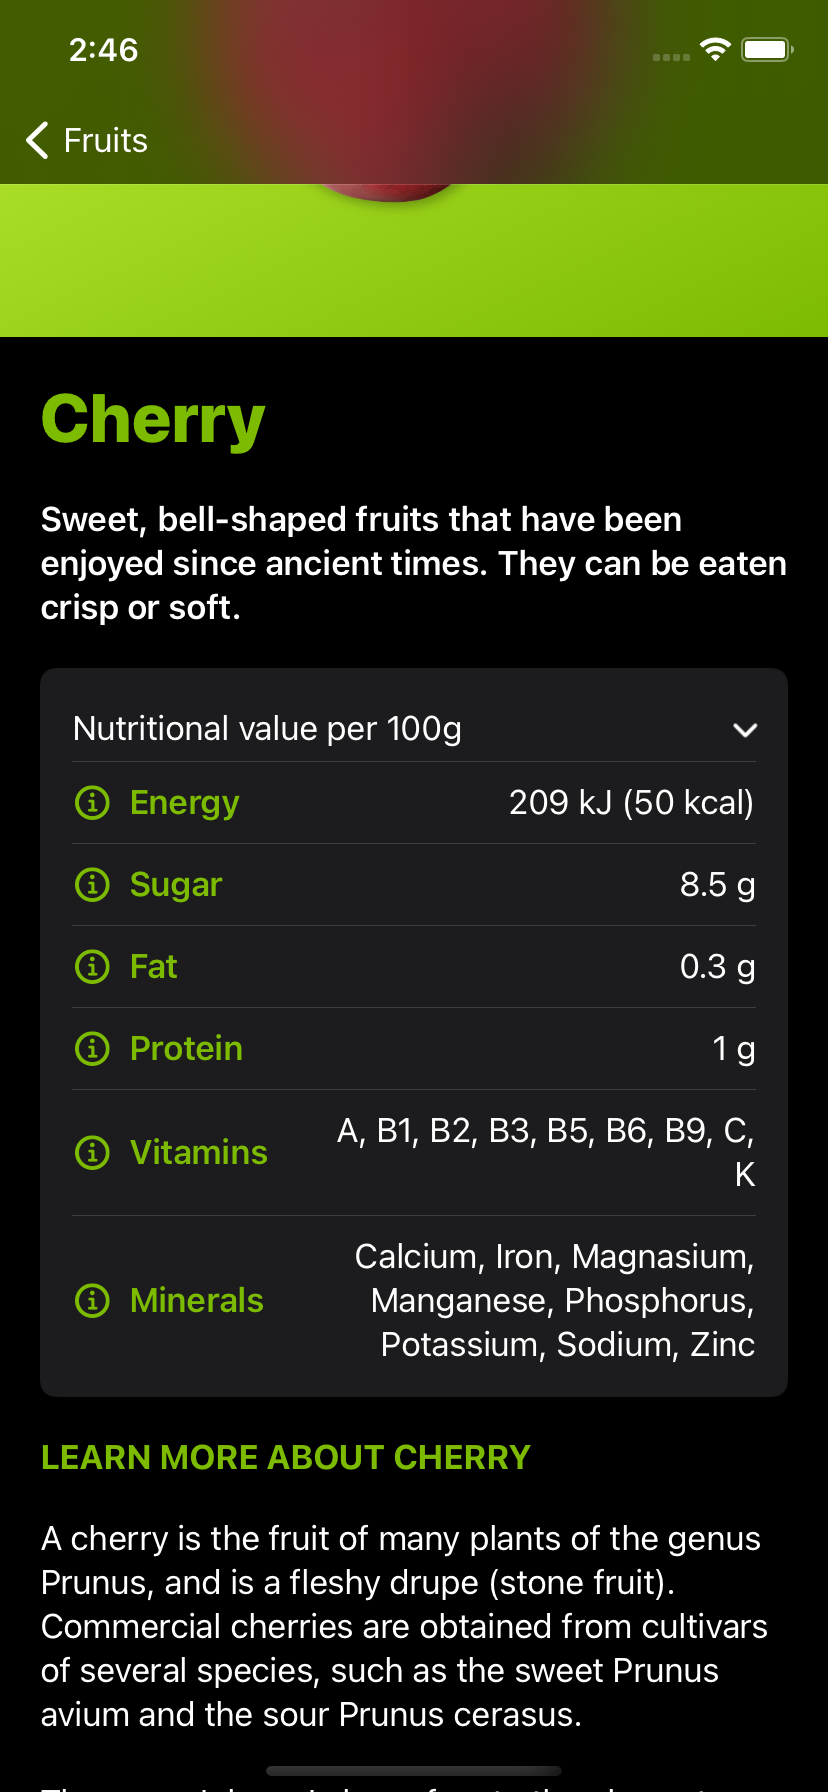 2:46
Fruits
Cherry
Sweet, bell-shaped fruits that have been
enjoyed since ancient times. They can be eaten
crisp or soft.
Nutritional value per 100g
Energy 209 kJ (50 kcal)
Sugar 8.5 g
Fat 0.3 g
Protein 1 g
Vitamins A, B1, B2, B3, B5, B6, B9, C,
K
Minerals Calcium, Iron, Magnasium,
Manganese, Phosphorus,
Potassium, Sodium, Zinc
LEARN MORE ABOUT CHERRY
A cherry is the fruit of many plants of the genus
Prunus, and is a fleshy drupe (stone fruit).
Commercial cherries are obtained from cultivars
of several species, such as the sweet Prunus
avium and the sour Prunus cerasus.